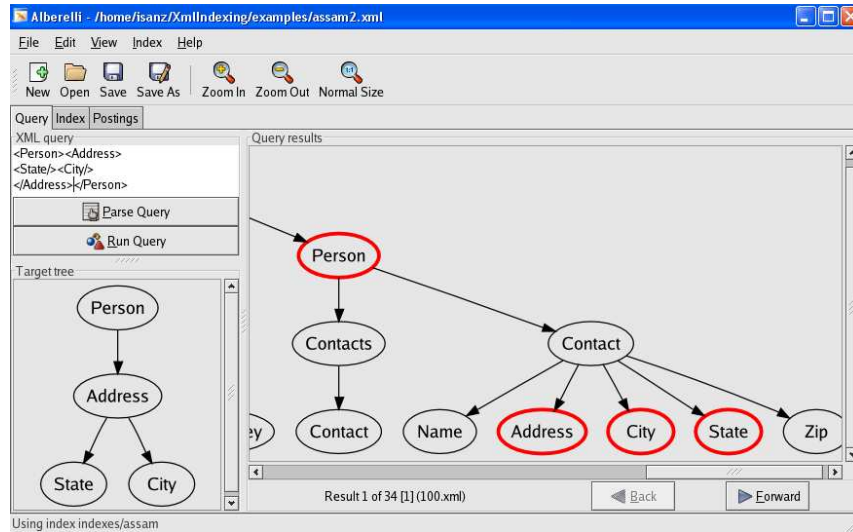 Alberelli - /home/isanz/XmlIndexing/examples/assam2.xml
File Edit View Index Help
New Open Save Save As Zoom In Zoom Out Normal Size
Query Index Postings
XML query
<Person><Address>
<State/><City/>
</Address></Person>
Parse Query
Run Query
Target tree
Person
Address
State City
Query results
Person
Contacts Contact
ey Contact Name Address City State Zip
Result 1 of 34 [1] (100.xml) Back Forward
Using index indexes/assam